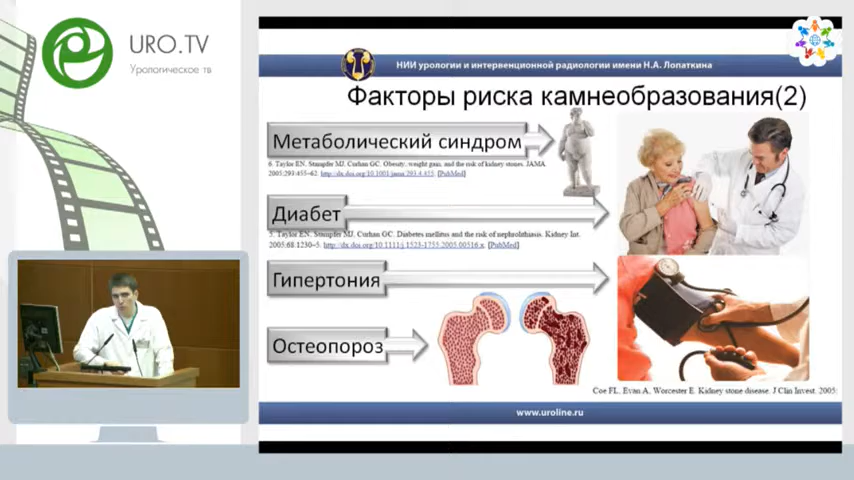 URO.TV
Урологическое тв
НИИ урологии и интервенционной радиологии имени Н.А. Лопаткина
Факторы риска камнеобразования(2)
Метаболический синдром
6. Taylor EN, Stampfer MJ, Curhan GC. Obesity, weight gain, and the risk of kidney stones. JAMA.
2005;293:455–62. http://dx.doi.org/10.1001/jama.293.4.455. [PubMed]
Диабет
5. Taylor EN, Stampfer MJ, Curhan GC. Diabetes mellitus and the risk of nephrolithiasis. Kidney Int.
2005;68:1230–5. http://dx.doi.org/10.1111/j.1523-1755.2005.00516.x. [PubMed]
Гипертония
Остеопороз
Coe FL, Evan A, Worcester E. Kidney stone disease. J Clin Invest. 2005;
www.uroline.ru